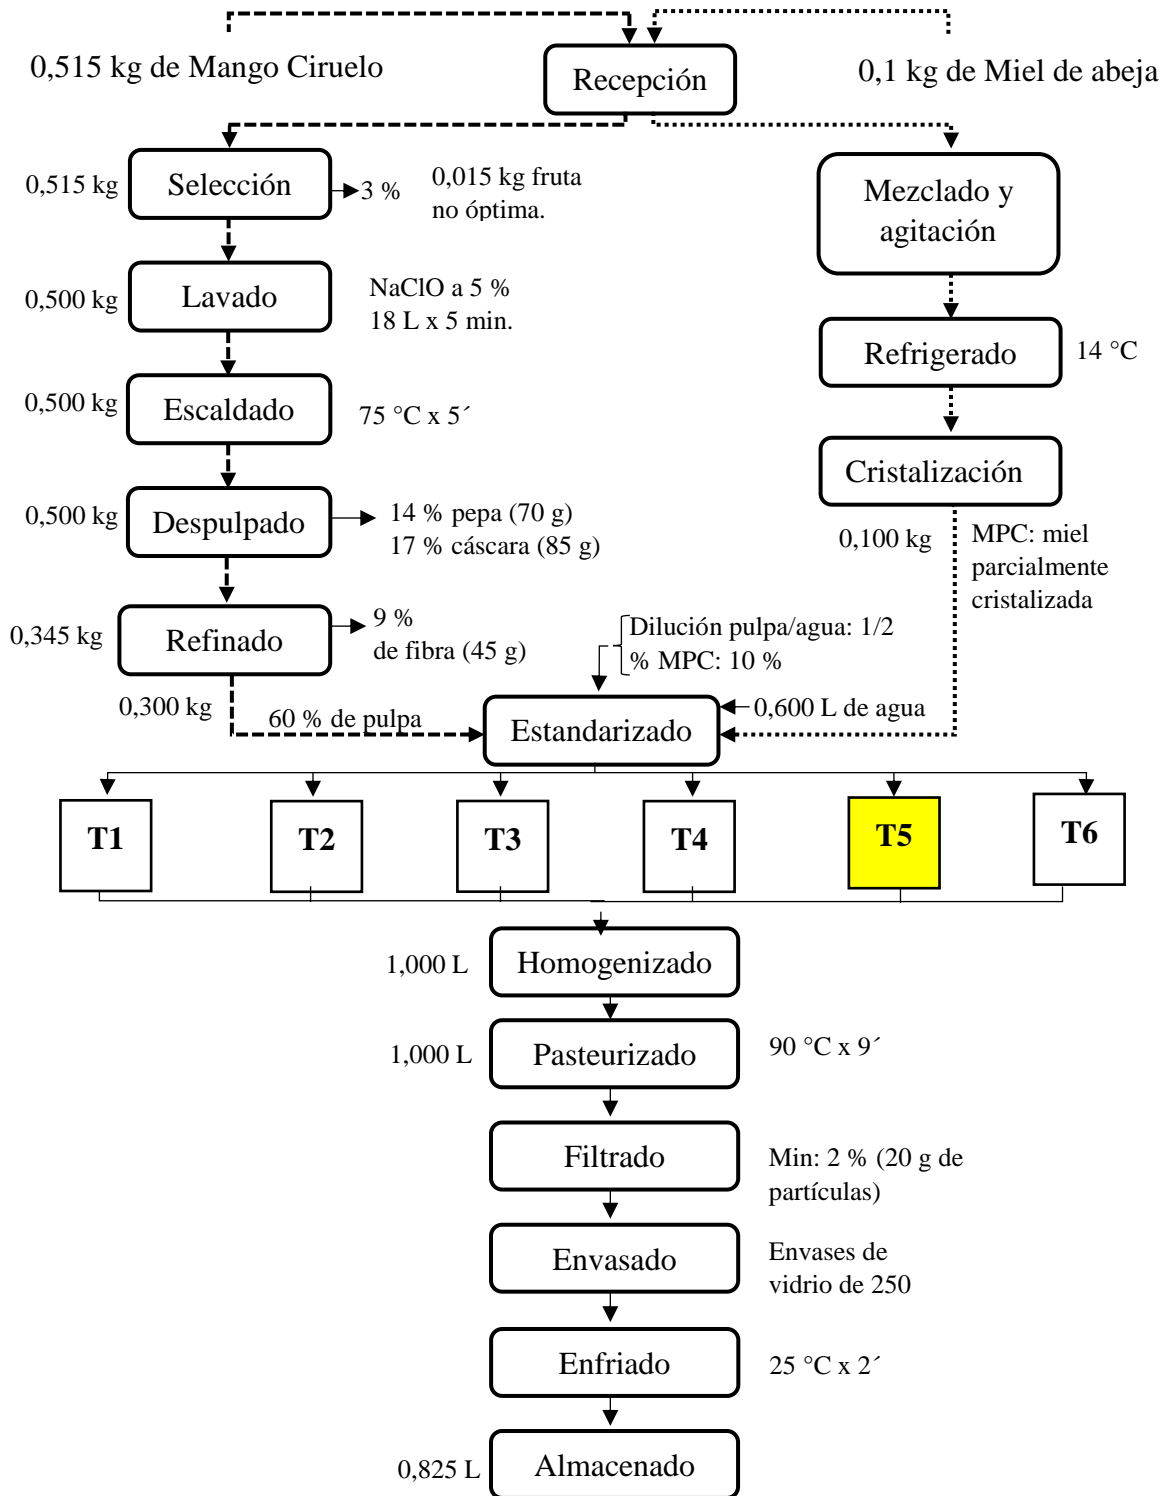 0,515 kg de Mango Ciruelo
Recepción
0,1 kg de Miel de abeja
0,515 kg
Selección
3 %
0,015 kg fruta
no óptima.
Mezclado y
agitación
0,500 kg
Lavado
NaClO a 5 %
18 L x 5 min.
Refrigerado
14 °C
0,500 kg
Escaldado
75 °C x 5´
Cristalización
0,500 kg
Despulpado
14 % pepa (70 g)
17 % cáscara (85 g)
0,100 kg
MPC: miel
parcialmente
cristalizada
0,345 kg
Refinado
9 %
de fibra (45 g)
Dilución pulpa/agua: 1/2
% MPC: 10 %
0,300 kg
60 % de pulpa
Estandarizado
0,600 L de agua
T1
T2
T3
T4
T5
T6
1,000 L
Homogenizado
1,000 L
Pasteurizado
90 °C x 9´
Filtrado
Min: 2 % (20 g de
partículas)
Envasado
Envases de
vidrio de 250
Enfriado
25 °C x 2´
0,825 L
Almacenado